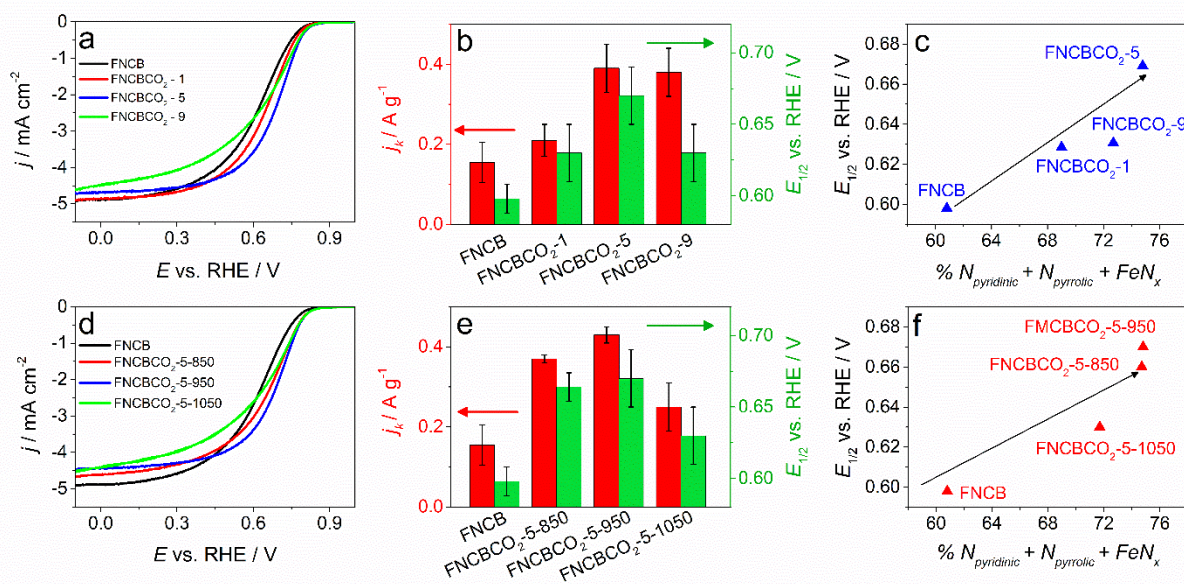 a
0
-1
-2
-3
-4
-5
j / mA cm⁻²
FNCB
FNCBCO₂ - 1
FNCBCO₂ - 5
FNCBCO₂ - 9
0.0
0.3
0.6
0.9
E vs. RHE / V
b
0.4
0.2
0.0
jₖ / A g⁻¹
0.70
0.65
0.60
E₁/₂ vs. RHE / V
FNCB
FNCBCO₂-1
FNCBCO₂-5
FNCBCO₂-9
c
0.68
0.66
0.64
0.62
0.60
E₁/₂ vs. RHE / V
FNCBCO₂-5
FNCBCO₂-9
FNCBCO₂-1
FNCB
60
64
68
72
76
% N pyridinic + N pyrrolic + FeNₓ
d
0
-1
-2
-3
-4
-5
j / mA cm⁻²
FNCB
FNCBCO₂-5-850
FNCBCO₂-5-950
FNCBCO₂-5-1050
0.0
0.3
0.6
0.9
E vs. RHE / V
e
0.4
0.2
0.0
jₖ / A g⁻¹
0.70
0.65
0.60
E₁/₂ vs. RHE / V
FNCB
FNCBCO₂-5-850
FNCBCO₂-5-950
FNCBCO₂-5-1050
f
0.68
0.66
0.64
0.62
0.60
E₁/₂ vs. RHE / V
FMCBCO₂-5-950
FNCBCO₂-5-850
FNCBCO₂-5-1050
FNCB
60
64
68
72
76
% N pyridinic + N pyrrolic + FeNₓ